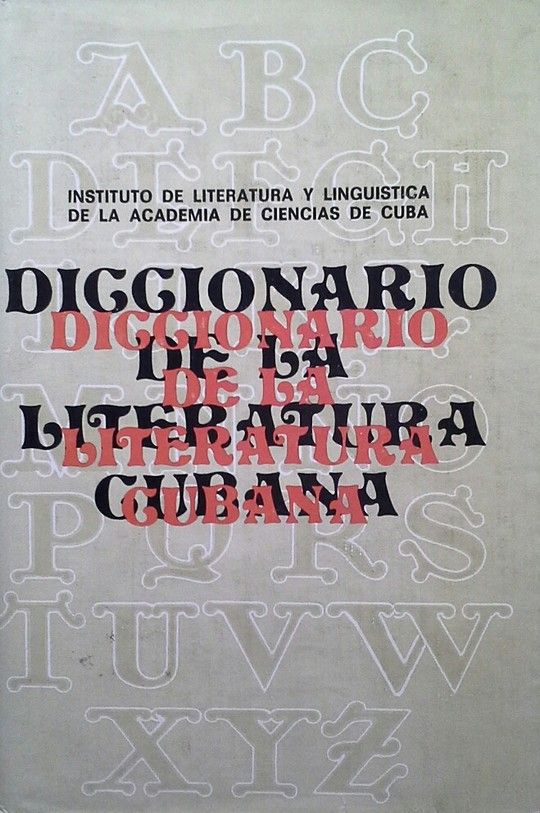 A B C
D E F G H
INSTITUTO DE LITERATURA Y LINGUISTICA
DE LA ACADEMIA DE CIENCIAS DE CUBA
DICCIONARIO
DICCIONARIO
DE LA
DE LA
LITERATURA
LITERATURA
CUBANA
CUBANA
P Q R S
T U V W
X Y Z